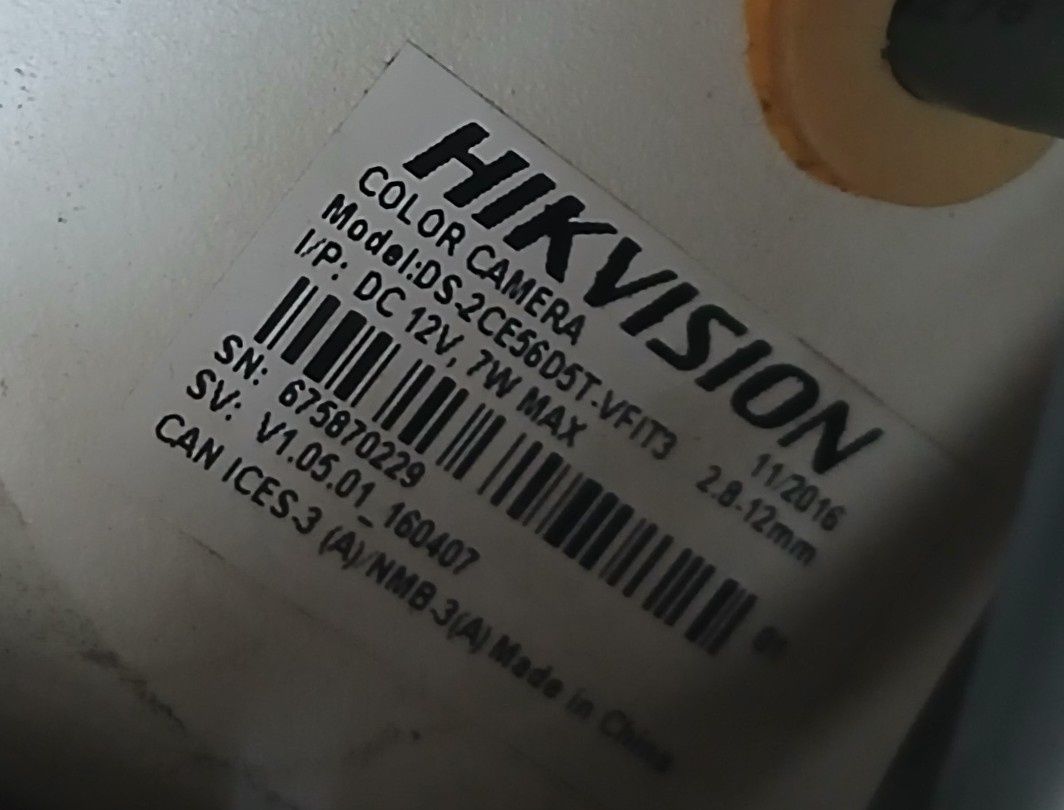 HIKVISION
COLOR CAMERA 11/2016
Model:DS-2CE56D5T-VFIT3 2.8-12mm
I/P: DC 12V, 7W MAX
SN: 675870229
SV: V1.05.01_160407
CAN ICES-3 (A)/NMB-3(A) Made in China